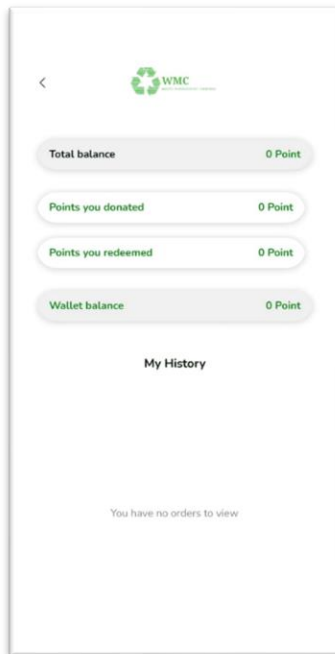 WMC
Total balance 0 Point
Points you donated 0 Point
Points you redeemed 0 Point
Wallet balance 0 Point
My History
You have no orders to view